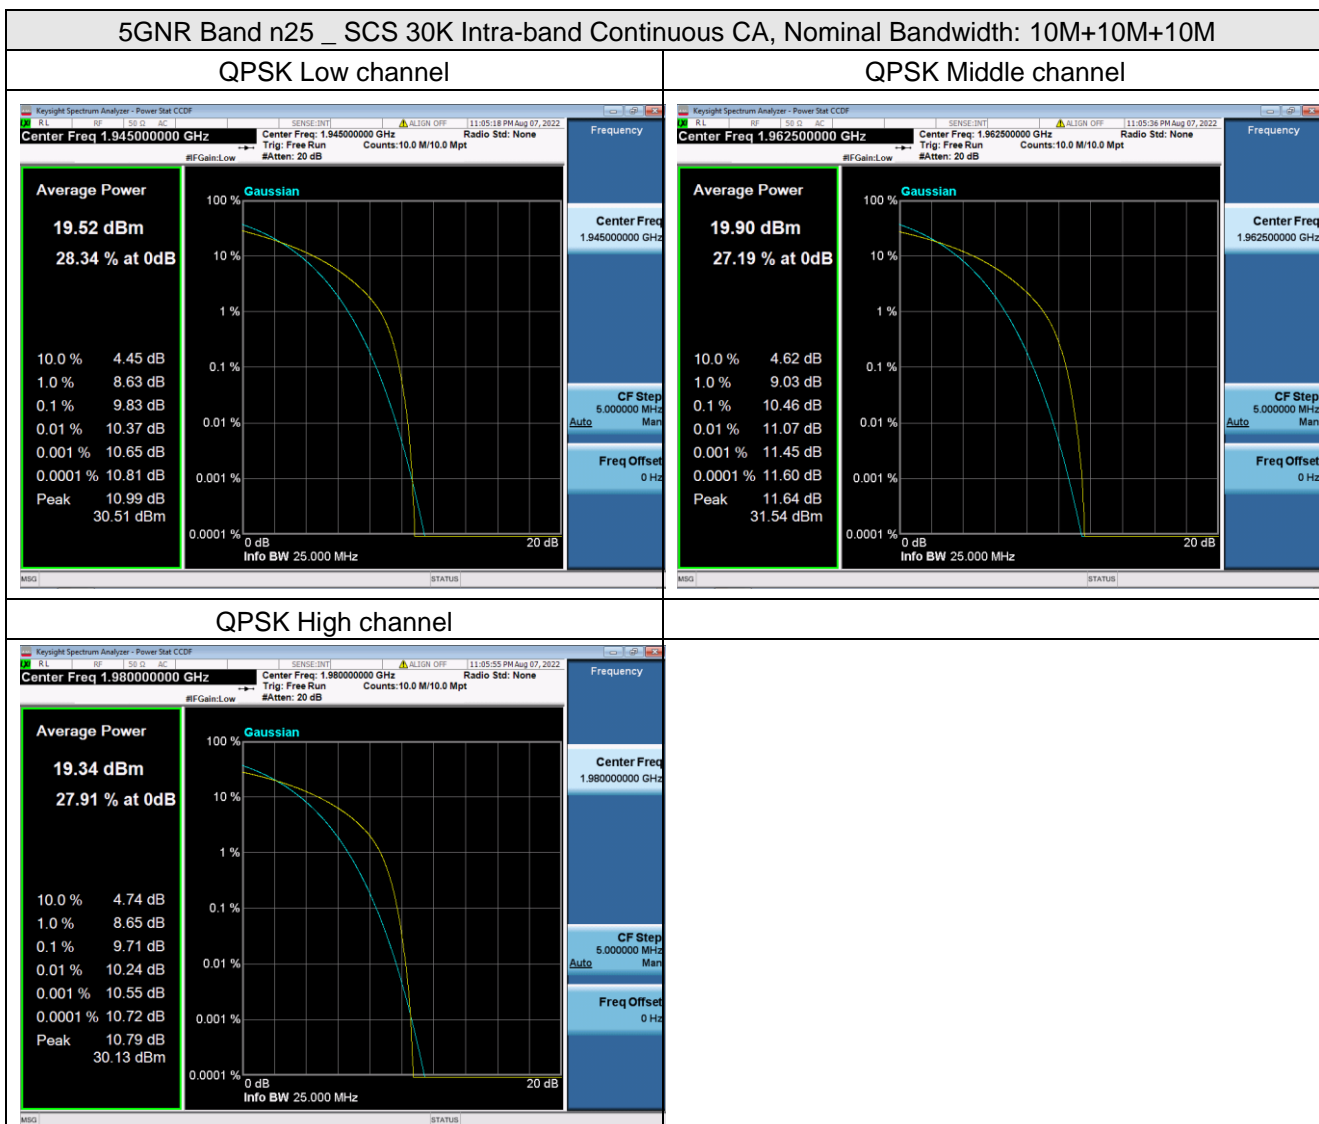 5GNR Band n25 _ SCS 30K Intra-band Continuous CA, Nominal Bandwidth: 10M+10M+10M
QPSK Low channel
Keysight Spectrum Analyzer - Power Stat CCDF
RL RF 50 Ω AC SENSE:INT ALIGN OFF 11:05:18 PM Aug 07, 2022
Center Freq 1.945000000 GHz
Center Freq: 1.945000000 GHz Radio Std: None
Trig: Free Run Counts:10.0 M/10.0 Mpt
#IFGain:Low #Atten: 20 dB
Frequency
Average Power
19.52 dBm
28.34 % at 0dB
10.0 % 4.45 dB
1.0 % 8.63 dB
0.1 % 9.83 dB
0.01 % 10.37 dB
0.001 % 10.65 dB
0.0001 % 10.81 dB
Peak 10.99 dB
30.51 dBm
Gaussian
100 %
10 %
1 %
0.1 %
0.01 %
0.001 %
0.0001 %
0 dB 20 dB
Info BW 25.000 MHz
Center Freq
1.945000000 GHz
CF Step
5.000000 MHz
Auto Man
Freq Offset
0 Hz
MSG STATUS
QPSK Middle channel
Keysight Spectrum Analyzer - Power Stat CCDF
RL RF 50 Ω AC SENSE:INT ALIGN OFF 11:05:36 PM Aug 07, 2022
Center Freq 1.962500000 GHz
Center Freq: 1.962500000 GHz Radio Std: None
Trig: Free Run Counts:10.0 M/10.0 Mpt
#IFGain:Low #Atten: 20 dB
Frequency
Average Power
19.90 dBm
27.19 % at 0dB
10.0 % 4.62 dB
1.0 % 9.03 dB
0.1 % 10.46 dB
0.01 % 11.07 dB
0.001 % 11.45 dB
0.0001 % 11.60 dB
Peak 11.64 dB
31.54 dBm
Gaussian
100 %
10 %
1 %
0.1 %
0.01 %
0.001 %
0.0001 %
0 dB 20 dB
Info BW 25.000 MHz
Center Freq
1.962500000 GHz
CF Step
5.000000 MHz
Auto Man
Freq Offset
0 Hz
MSG STATUS
QPSK High channel
Keysight Spectrum Analyzer - Power Stat CCDF
RL RF 50 Ω AC SENSE:INT ALIGN OFF 11:05:55 PM Aug 07, 2022
Center Freq 1.980000000 GHz
Center Freq: 1.980000000 GHz Radio Std: None
Trig: Free Run Counts:10.0 M/10.0 Mpt
#IFGain:Low #Atten: 20 dB
Frequency
Average Power
19.34 dBm
27.91 % at 0dB
10.0 % 4.74 dB
1.0 % 8.65 dB
0.1 % 9.71 dB
0.01 % 10.24 dB
0.001 % 10.55 dB
0.0001 % 10.72 dB
Peak 10.79 dB
30.13 dBm
Gaussian
100 %
10 %
1 %
0.1 %
0.01 %
0.001 %
0.0001 %
0 dB 20 dB
Info BW 25.000 MHz
Center Freq
1.980000000 GHz
CF Step
5.000000 MHz
Auto Man
Freq Offset
0 Hz
MSG STATUS